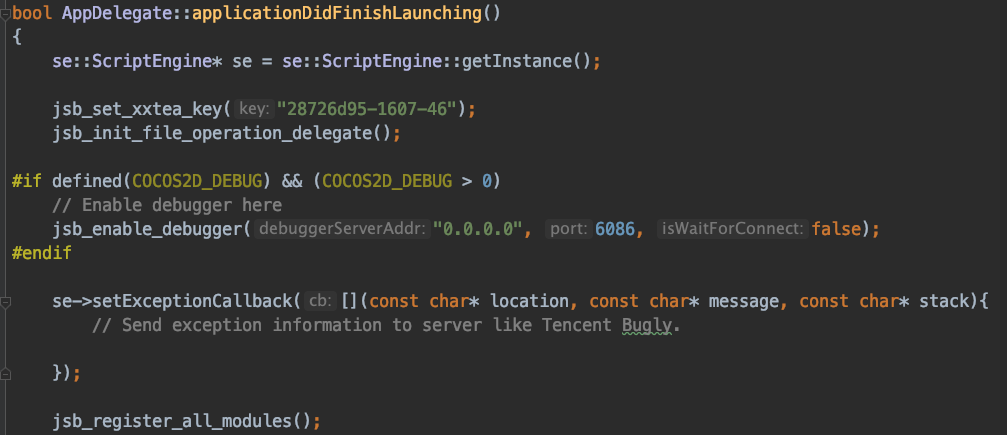 bool AppDelegate::applicationDidFinishLaunching()
{
    se::ScriptEngine* se = se::ScriptEngine::getInstance();

    jsb_set_xxtea_key( key: "28726d95-1607-46");
    jsb_init_file_operation_delegate();

#if defined(COCOS2D_DEBUG) && (COCOS2D_DEBUG > 0)
    // Enable debugger here
    jsb_enable_debugger( debuggerServerAddr: "0.0.0.0", port: 6086, isWaitForConnect: false);
#endif

    se->setExceptionCallback( cb: [](const char* location, const char* message, const char* stack){
        // Send exception information to server like Tencent Bugly.

    });

    jsb_register_all_modules();